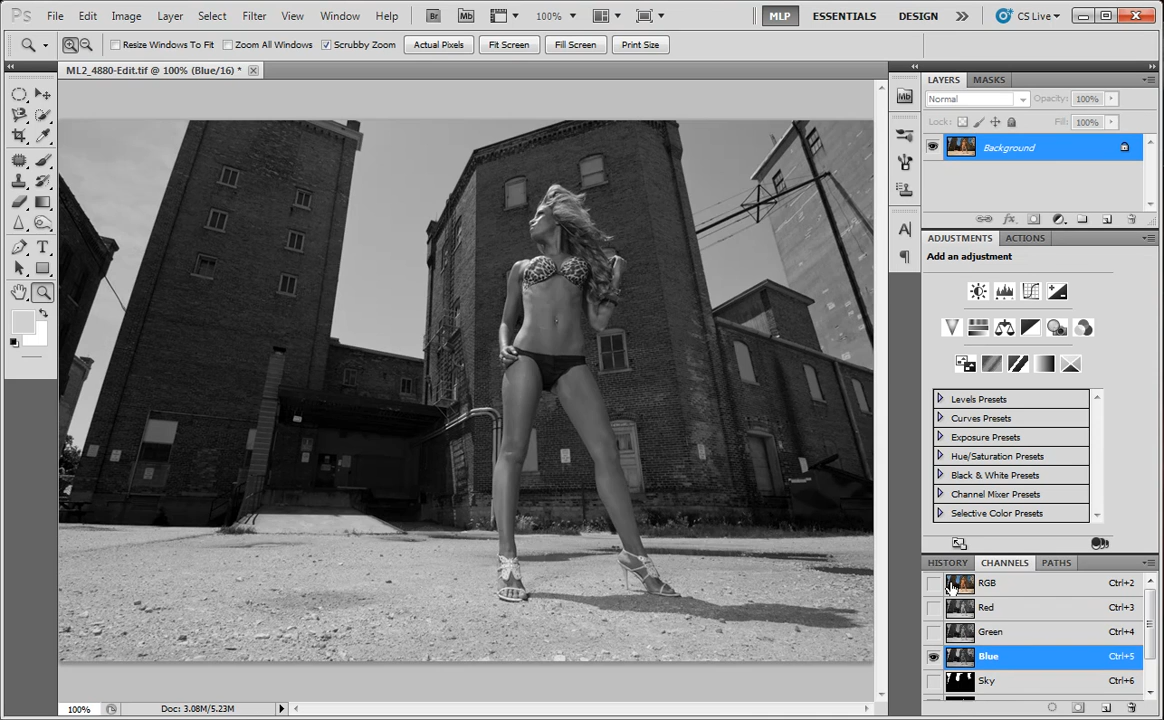 Ps File Edit Image Layer Select Filter View Window Help Br Mb 100% MLP ESSENTIALS DESIGN CS Live
Resize Windows To Fit Zoom All Windows Scrubby Zoom Actual Pixels Fit Screen Fill Screen Print Size
ML2_4880-Edit.tif @ 100% (Blue/16) *
LAYERS MASKS
Normal Opacity: 100%
Lock: Fill: 100%
Background
Mb
fx
A
ADJUSTMENTS ACTIONS
Add an adjustment
Levels Presets
Curves Presets
Exposure Presets
Hue/Saturation Presets
Black & White Presets
Channel Mixer Presets
Selective Color Presets
HISTORY CHANNELS PATHS
RGB Ctrl+2
Red Ctrl+3
Green Ctrl+4
Blue Ctrl+5
Sky Ctrl+6
T
100% Doc: 3.08M/5.23M